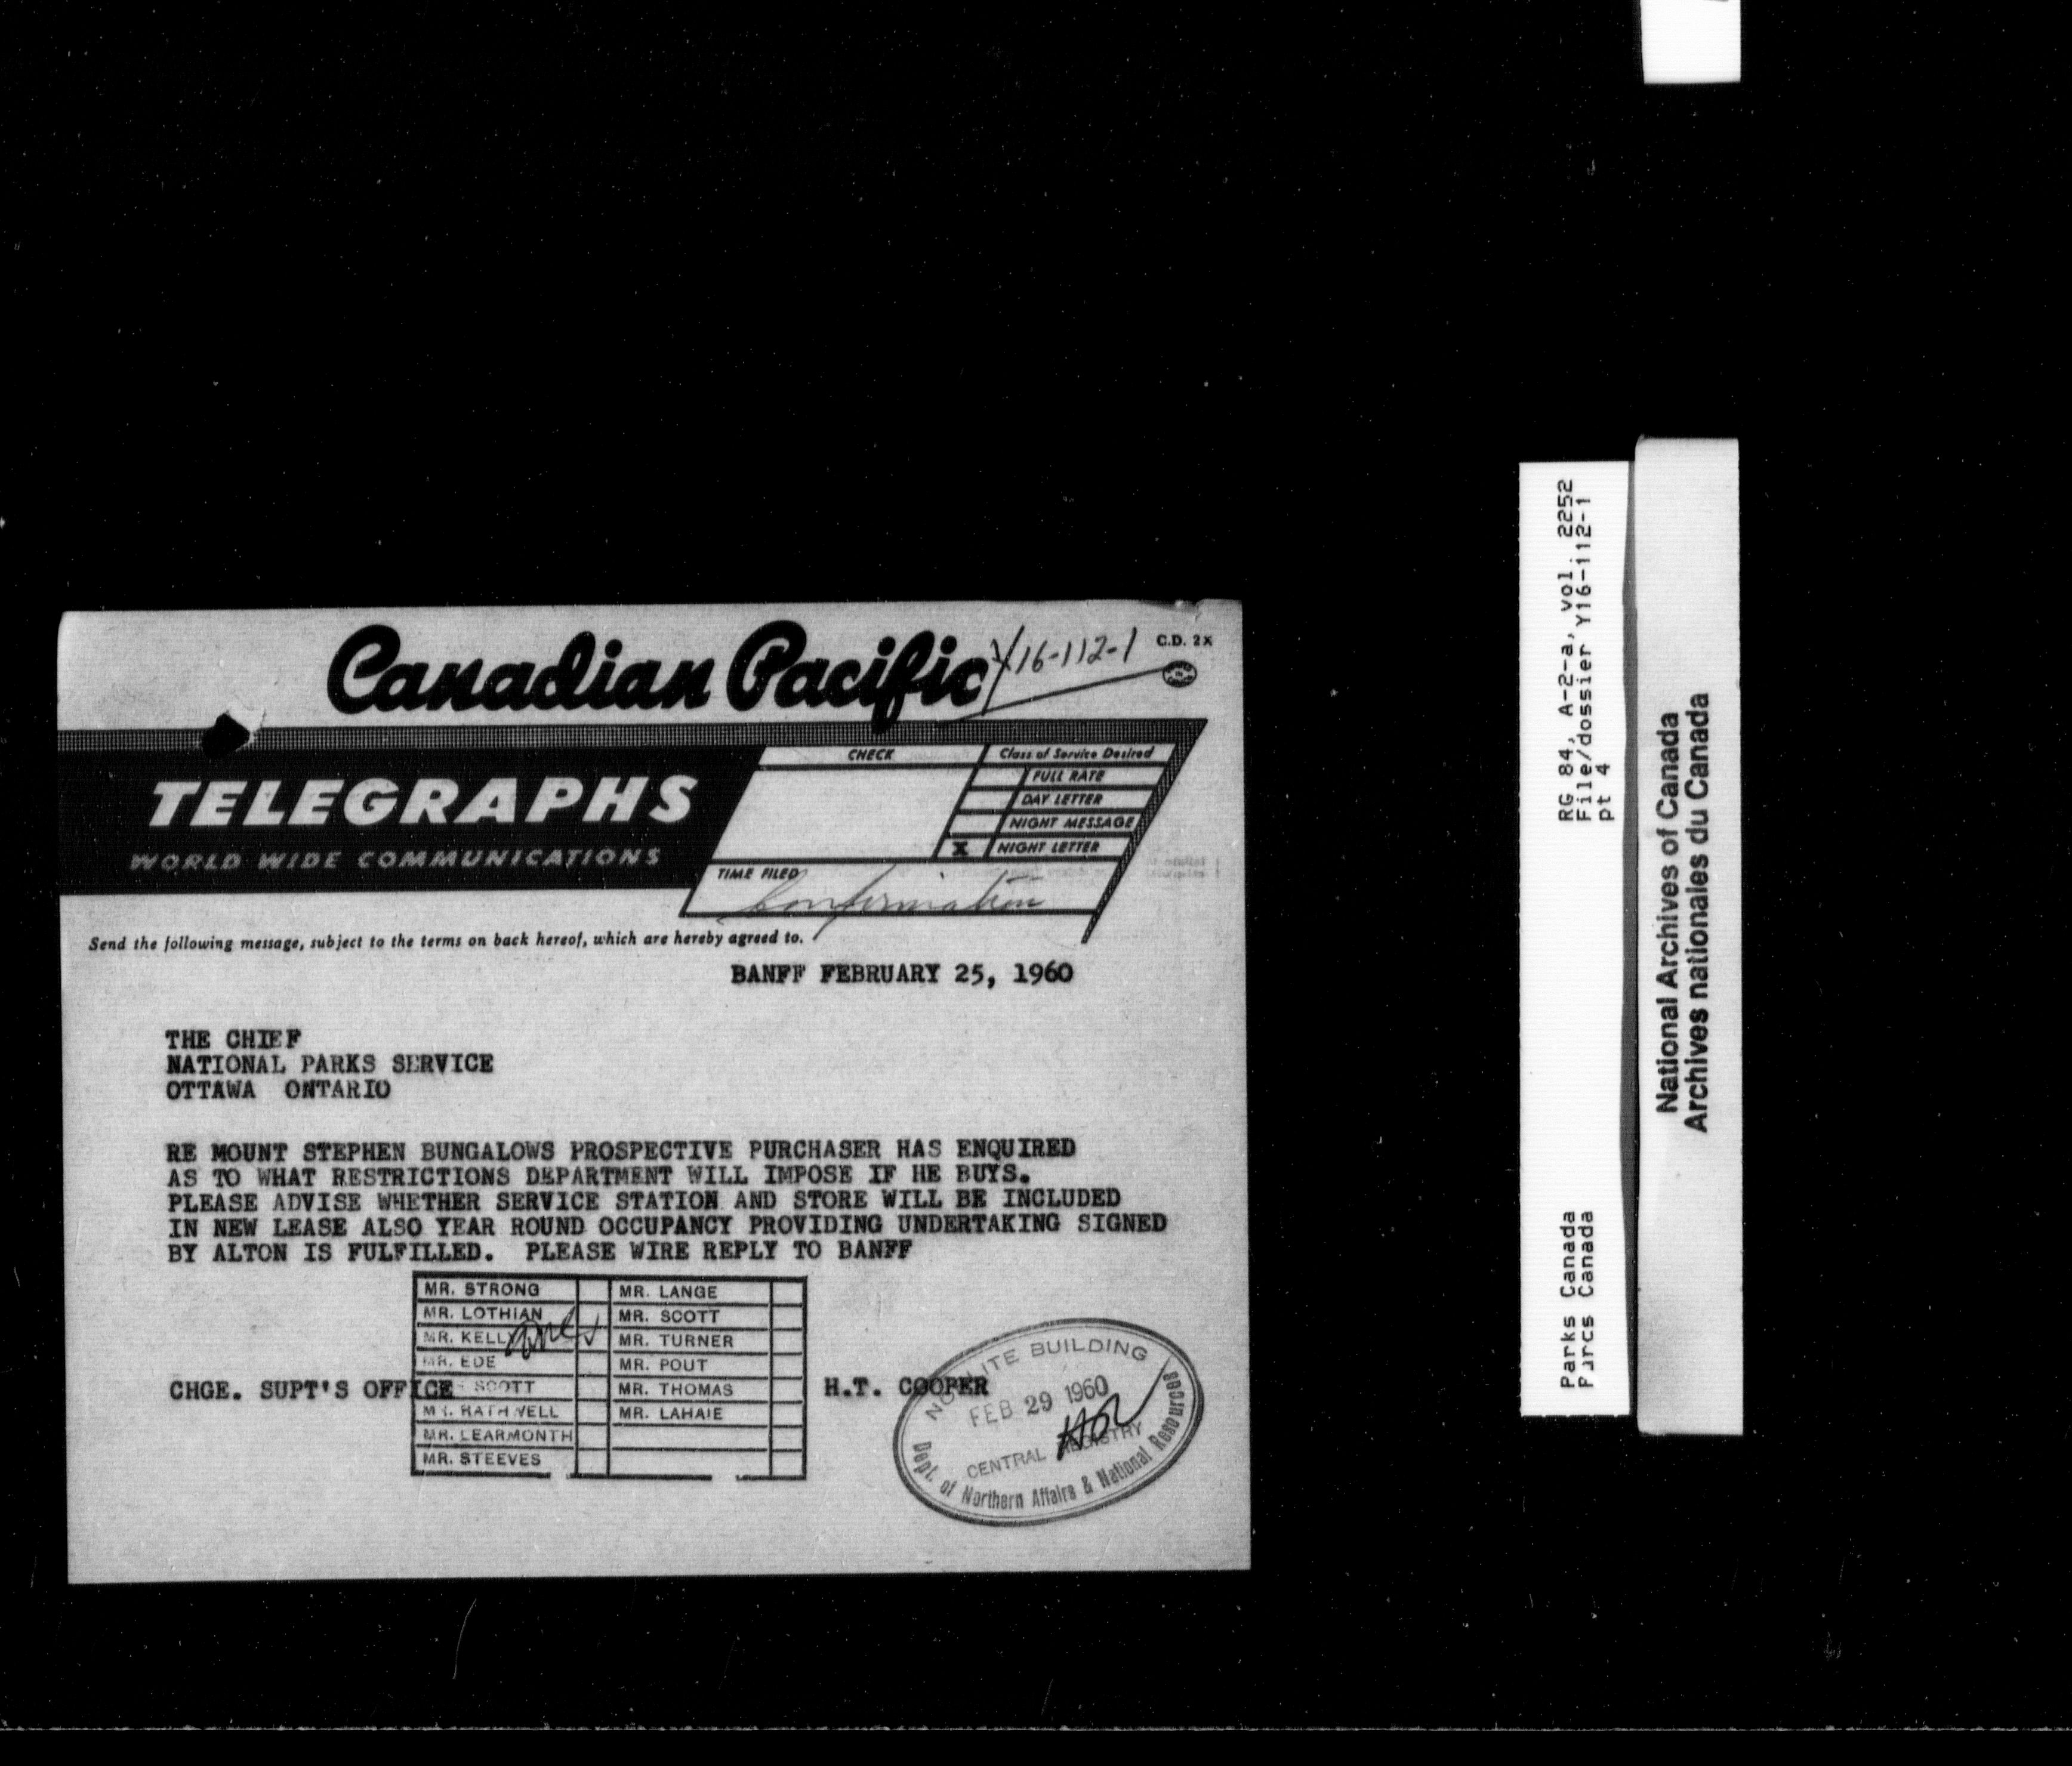 Canadian Pacific
Y16-112-1
C.D. 2X
TELEGRAPHS
WORLD WIDE COMMUNICATIONS
CHECK
Class of Service Desired
FULL RATE
DAY LETTER
NIGHT MESSAGE
X NIGHT LETTER
TIME FILED
Confirmation
Send the following message, subject to the terms on back hereof, which are hereby agreed to.
BANFF FEBRUARY 25, 1960
THE CHIEF
NATIONAL PARKS SERVICE
OTTAWA ONTARIO
RE MOUNT STEPHEN BUNGALOWS PROSPECTIVE PURCHASER HAS ENQUIRED
AS TO WHAT RESTRICTIONS DEPARTMENT WILL IMPOSE IF HE BUYS.
PLEASE ADVISE WHETHER SERVICE STATION AND STORE WILL BE INCLUDED
IN NEW LEASE ALSO YEAR ROUND OCCUPANCY PROVIDING UNDERTAKING SIGNED
BY ALTON IS FULFILLED. PLEASE WIRE REPLY TO BANFF
MR. STRONG
MR. LOTHIAN
MR. KELLY
MR. EDE
SCOTT
MR. RATHWELL
MR. LEARMONTH
MR. STEEVES
MR. LANGE
MR. SCOTT
MR. TURNER
MR. POUT
MR. THOMAS
MR. LAHAIE
CHGE. SUPT'S OFFICE
H.T. COOPER
BUILDING
FEB 29 1960
CENTRAL REGISTRY
Dept. of Northern Affairs & National Resources
RG 84, A-2-a, vol. 2252
File/dossier Y16-112-1
pt 4
Parks Canada
Parcs Canada
National Archives of Canada
Archives nationales du Canada